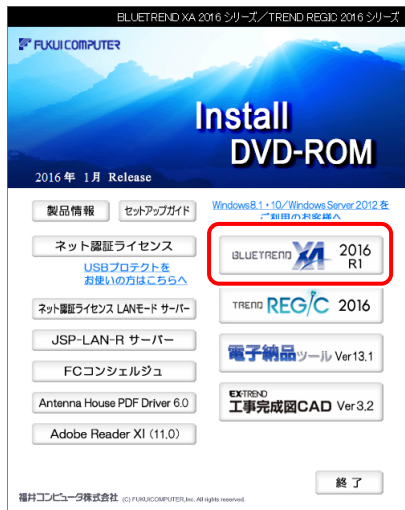 BLUETREND XA 2016 シリーズ／TREND REGIC 2016 シリーズ
FUKUI COMPUTER
Install
DVD-ROM
2016年 1月 Release
製品情報
セットアップガイド
Windows8.1・10／Windows Server 2012 を
ご利用のお客様へ
ネット認証ライセンス
USBプロテクトを
お使いの方はこちらへ
BLUETREND XA 2016
R1
ネット認証ライセンス LANモード サーバー
TREND REGIC 2016
JSP-LAN-R サーバー
電子納品ツール Ver13.1
FCコンシェルジュ
Antenna House PDF Driver 6.0
EX-TREND
工事完成図CAD Ver3.2
Adobe Reader XI (11.0)
終 了
福井コンピュータ株式会社 (C) FUKUICOMPUTER,Inc. All rights reserved.